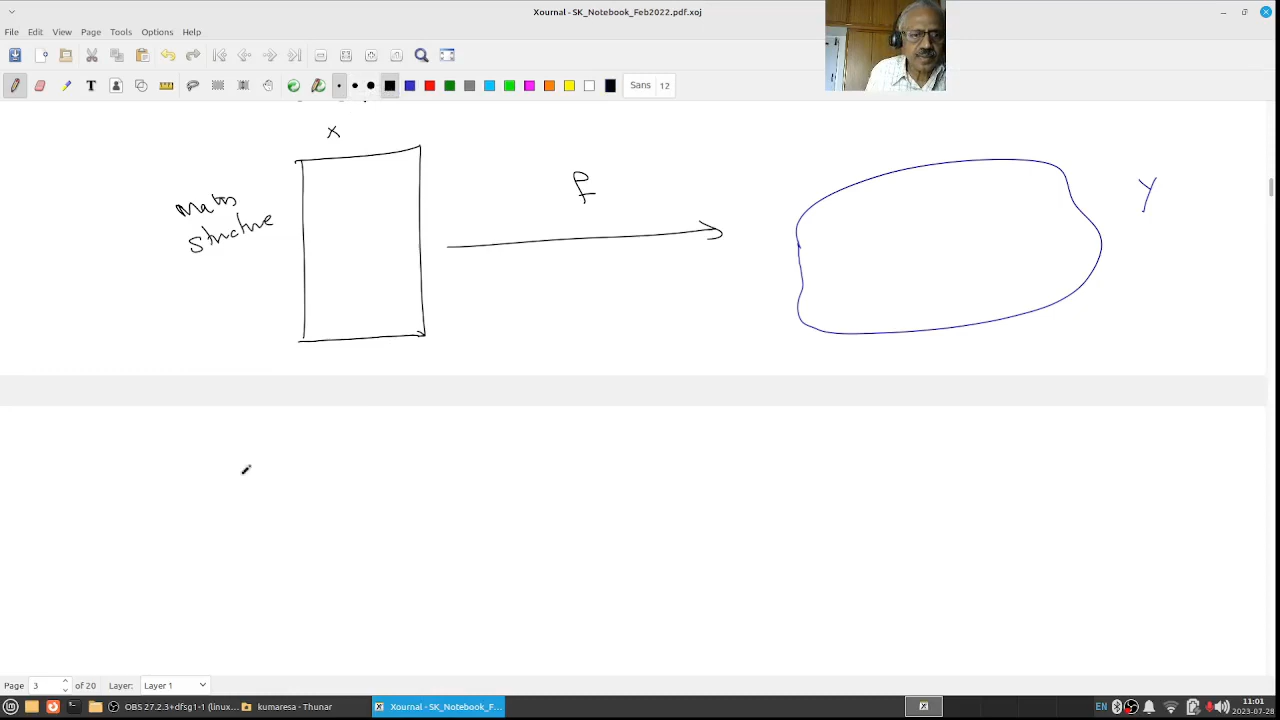 Xournal - SK_Notebook_Feb2022.pdf.xoj
File Edit View Page Tools Options Help
Sans 12
X
f
Y
Maths
Structure
Page 3 of 20 Layer: Layer 1
OBS 27.2.3+dfsg1-1 (linux... kumaresa - Thunar Xournal - SK_Notebook_F... EN 11:01
2023-07-28